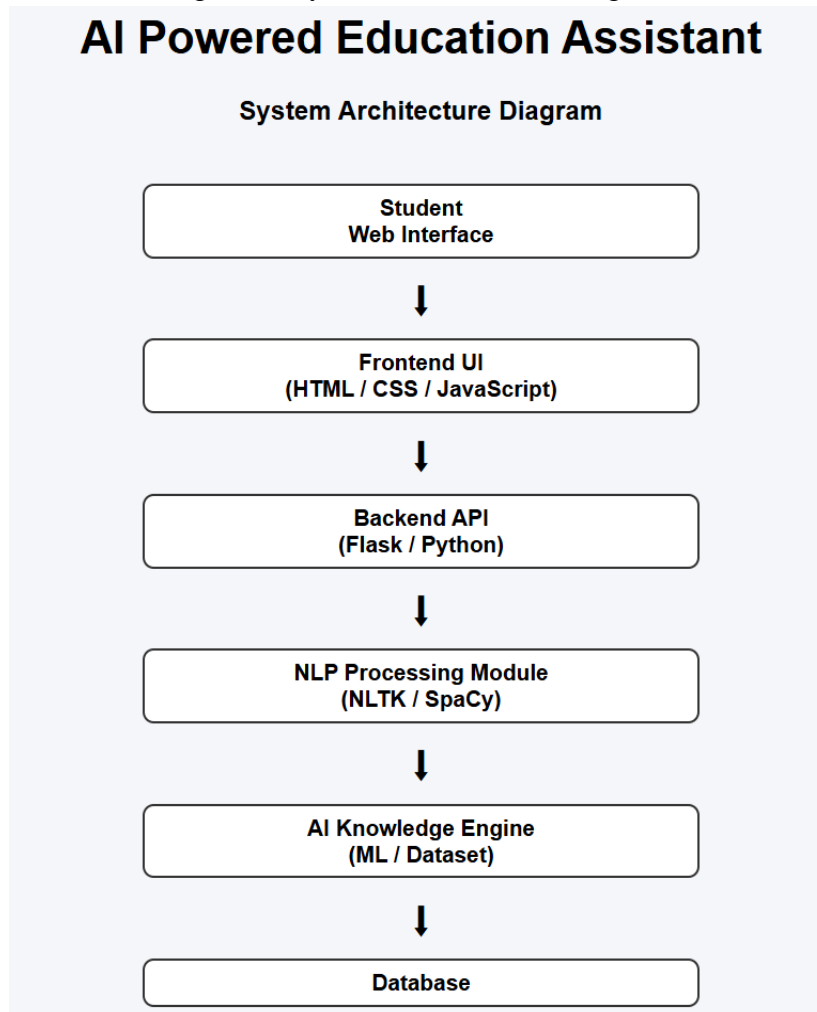 AI Powered Education Assistant
System Architecture Diagram
Student
Web Interface
Frontend UI
(HTML / CSS / JavaScript)
Backend API
(Flask / Python)
NLP Processing Module
(NLTK / SpaCy)
AI Knowledge Engine
(ML / Dataset)
Database